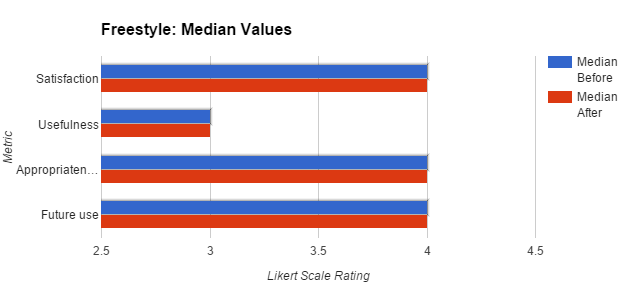 Freestyle: Median Values
Median
Before
Median
After
Satisfaction
Usefulness
Appropriaten...
Future use
Metric
2.5 3 3.5 4 4.5
Likert Scale Rating